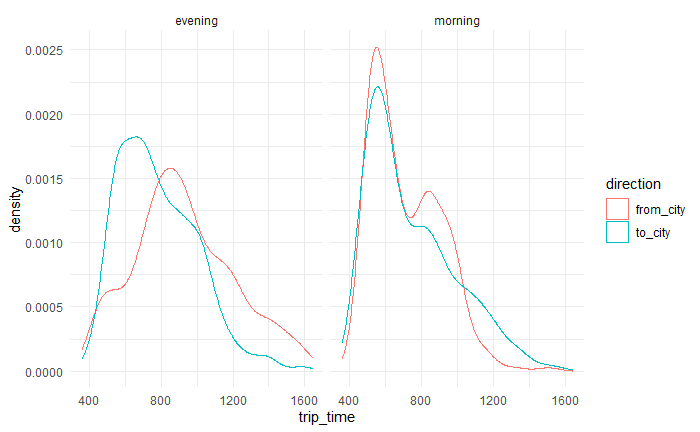 evening morning
0.0025
0.0020
0.0015
0.0010
0.0005
0.0000
density
400 800 1200 1600 400 800 1200 1600
trip_time
direction
from_city
to_city